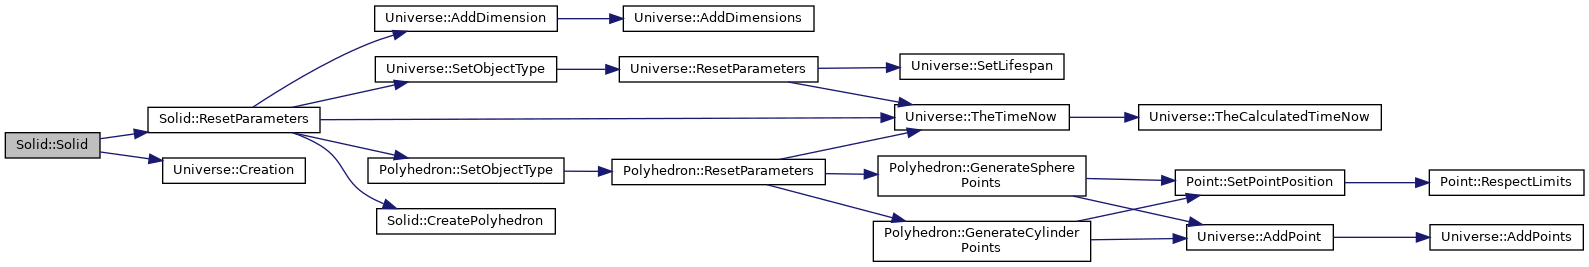 Universe::AddDimension
Universe::AddDimensions
Universe::SetObjectType
Universe::ResetParameters
Universe::SetLifespan
Solid::ResetParameters
Universe::TheTimeNow
Universe::TheCalculatedTimeNow
Solid::Solid
Universe::Creation
Polyhedron::SetObjectType
Polyhedron::ResetParameters
Polyhedron::GenerateSphere
Points
Point::SetPointPosition
Point::RespectLimits
Solid::CreatePolyhedron
Polyhedron::GenerateCylinder
Points
Universe::AddPoint
Universe::AddPoints